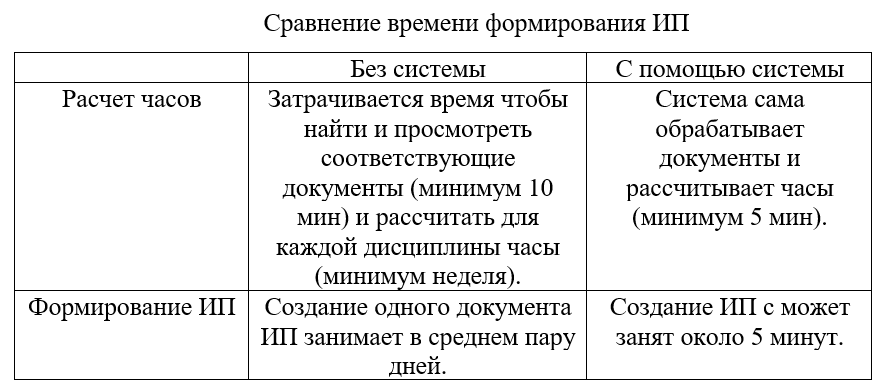 Сравнение времени формирования ИП
Без системы
С помощью системы
Расчет часов
Затрачивается время чтобы
найти и просмотреть
соответствующие
документы (минимум 10
мин) и рассчитать для
каждой дисциплины часы
(минимум неделя).
Система сама
обрабатывает
документы и
рассчитывает часы
(минимум 5 мин).
Формирование ИП
Создание одного документа
ИП занимает в среднем пару
дней.
Создание ИП с может
занят около 5 минут.